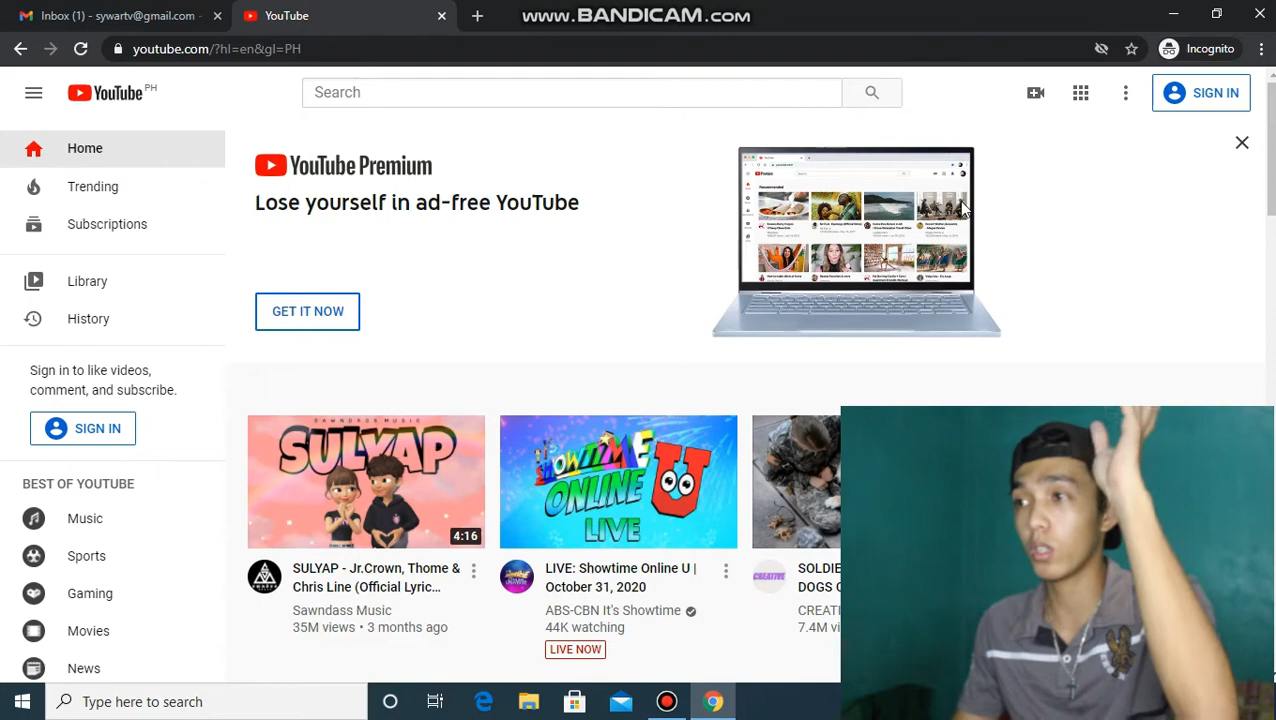 Inbox (1) - sywartv@gmail.com
YouTube
www.BANDICAM.com
youtube.com/?hl=en&gl=PH
Incognito
YouTube PH
Search
SIGN IN
Home
Trending
Subscriptions
Library
History
Sign in to like videos,
comment, and subscribe.
SIGN IN
BEST OF YOUTUBE
Music
Sports
Gaming
Movies
News
YouTube Premium
Lose yourself in ad-free YouTube
GET IT NOW
SAWNDASS MUSIC
SULYAP
4:16
SULYAP - Jr.Crown, Thome &
Chris Line (Official Lyric...
Sawndass Music
35M views • 3 months ago
SHOWTIME
ONLINE U
LIVE
LIVE: Showtime Online U |
October 31, 2020
ABS-CBN It's Showtime
44K watching
LIVE NOW
CREATIVE
SOLDIE
DOGS O
CREATI
7.4M vi
Type here to search